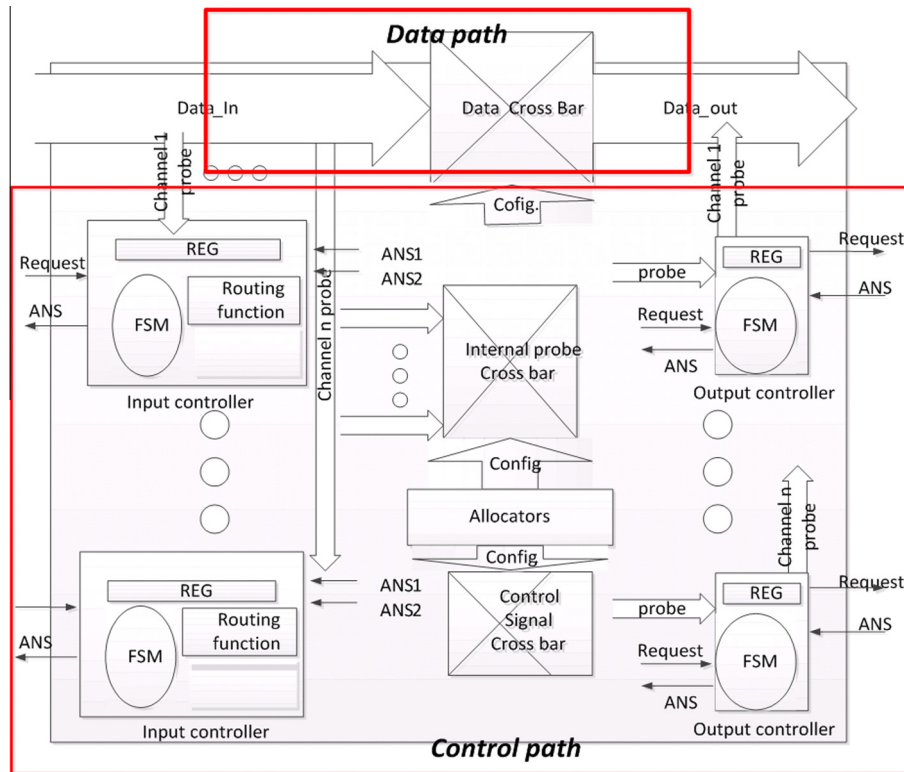 Data path
Data_In
Data Cross Bar
Data_out
Channel 1
probe
Channel 1
probe
Cofig.
REG
Request
ANS
FSM
Routing
function
Input controller
ANS1
ANS2
Channel n probe
Internal probe
Cross bar
probe
Request
ANS
REG
FSM
Request
ANS
Output controller
Config
Allocators
Config
Channel n
probe
REG
ANS
FSM
Routing
function
Input controller
ANS1
ANS2
Control
Signal
Cross bar
probe
Request
ANS
REG
FSM
Request
ANS
Output controller
Control path